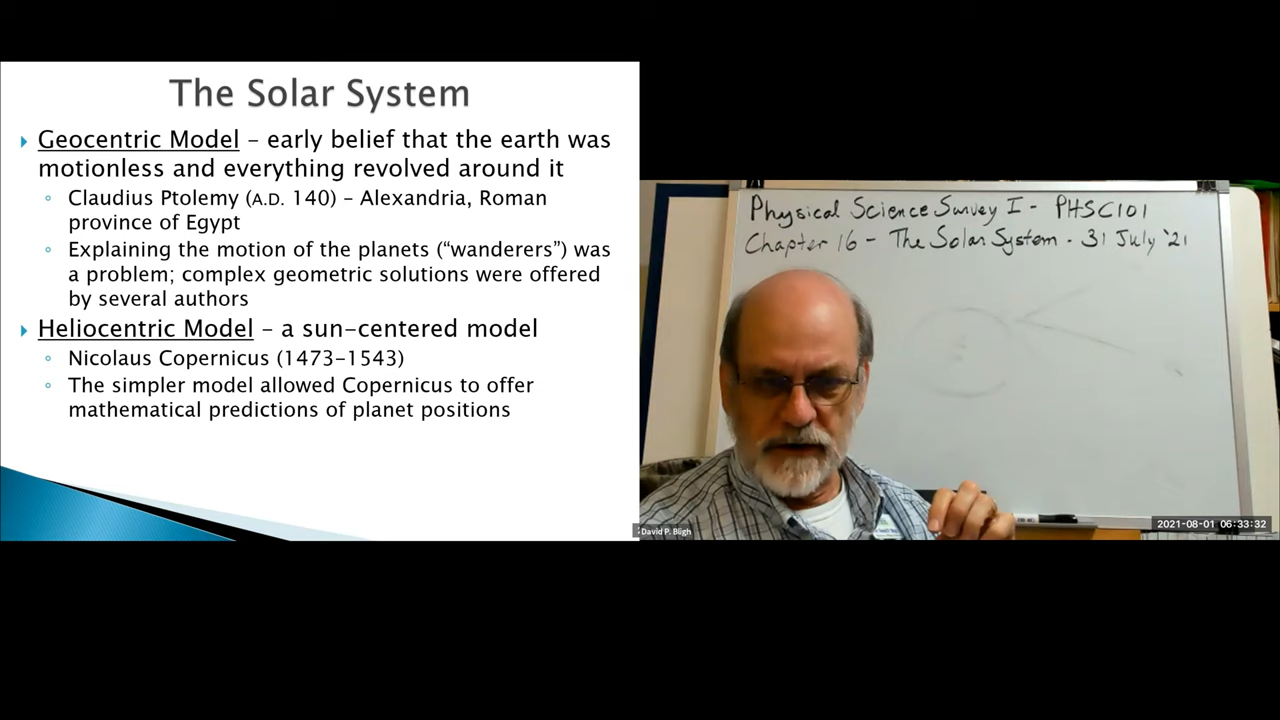 The Solar System
Geocentric Model – early belief that the earth was
motionless and everything revolved around it
Claudius Ptolemy (A.D. 140) – Alexandria, Roman
province of Egypt
Explaining the motion of the planets (“wanderers”) was
a problem; complex geometric solutions were offered
by several authors
Heliocentric Model – a sun-centered model
Nicolaus Copernicus (1473–1543)
The simpler model allowed Copernicus to offer
mathematical predictions of planet positions
Physical Science Survey I - PHSC101
Chapter 16 - The Solar System - 31 July '21
David P. Bligh
2021-08-01 06:33:32